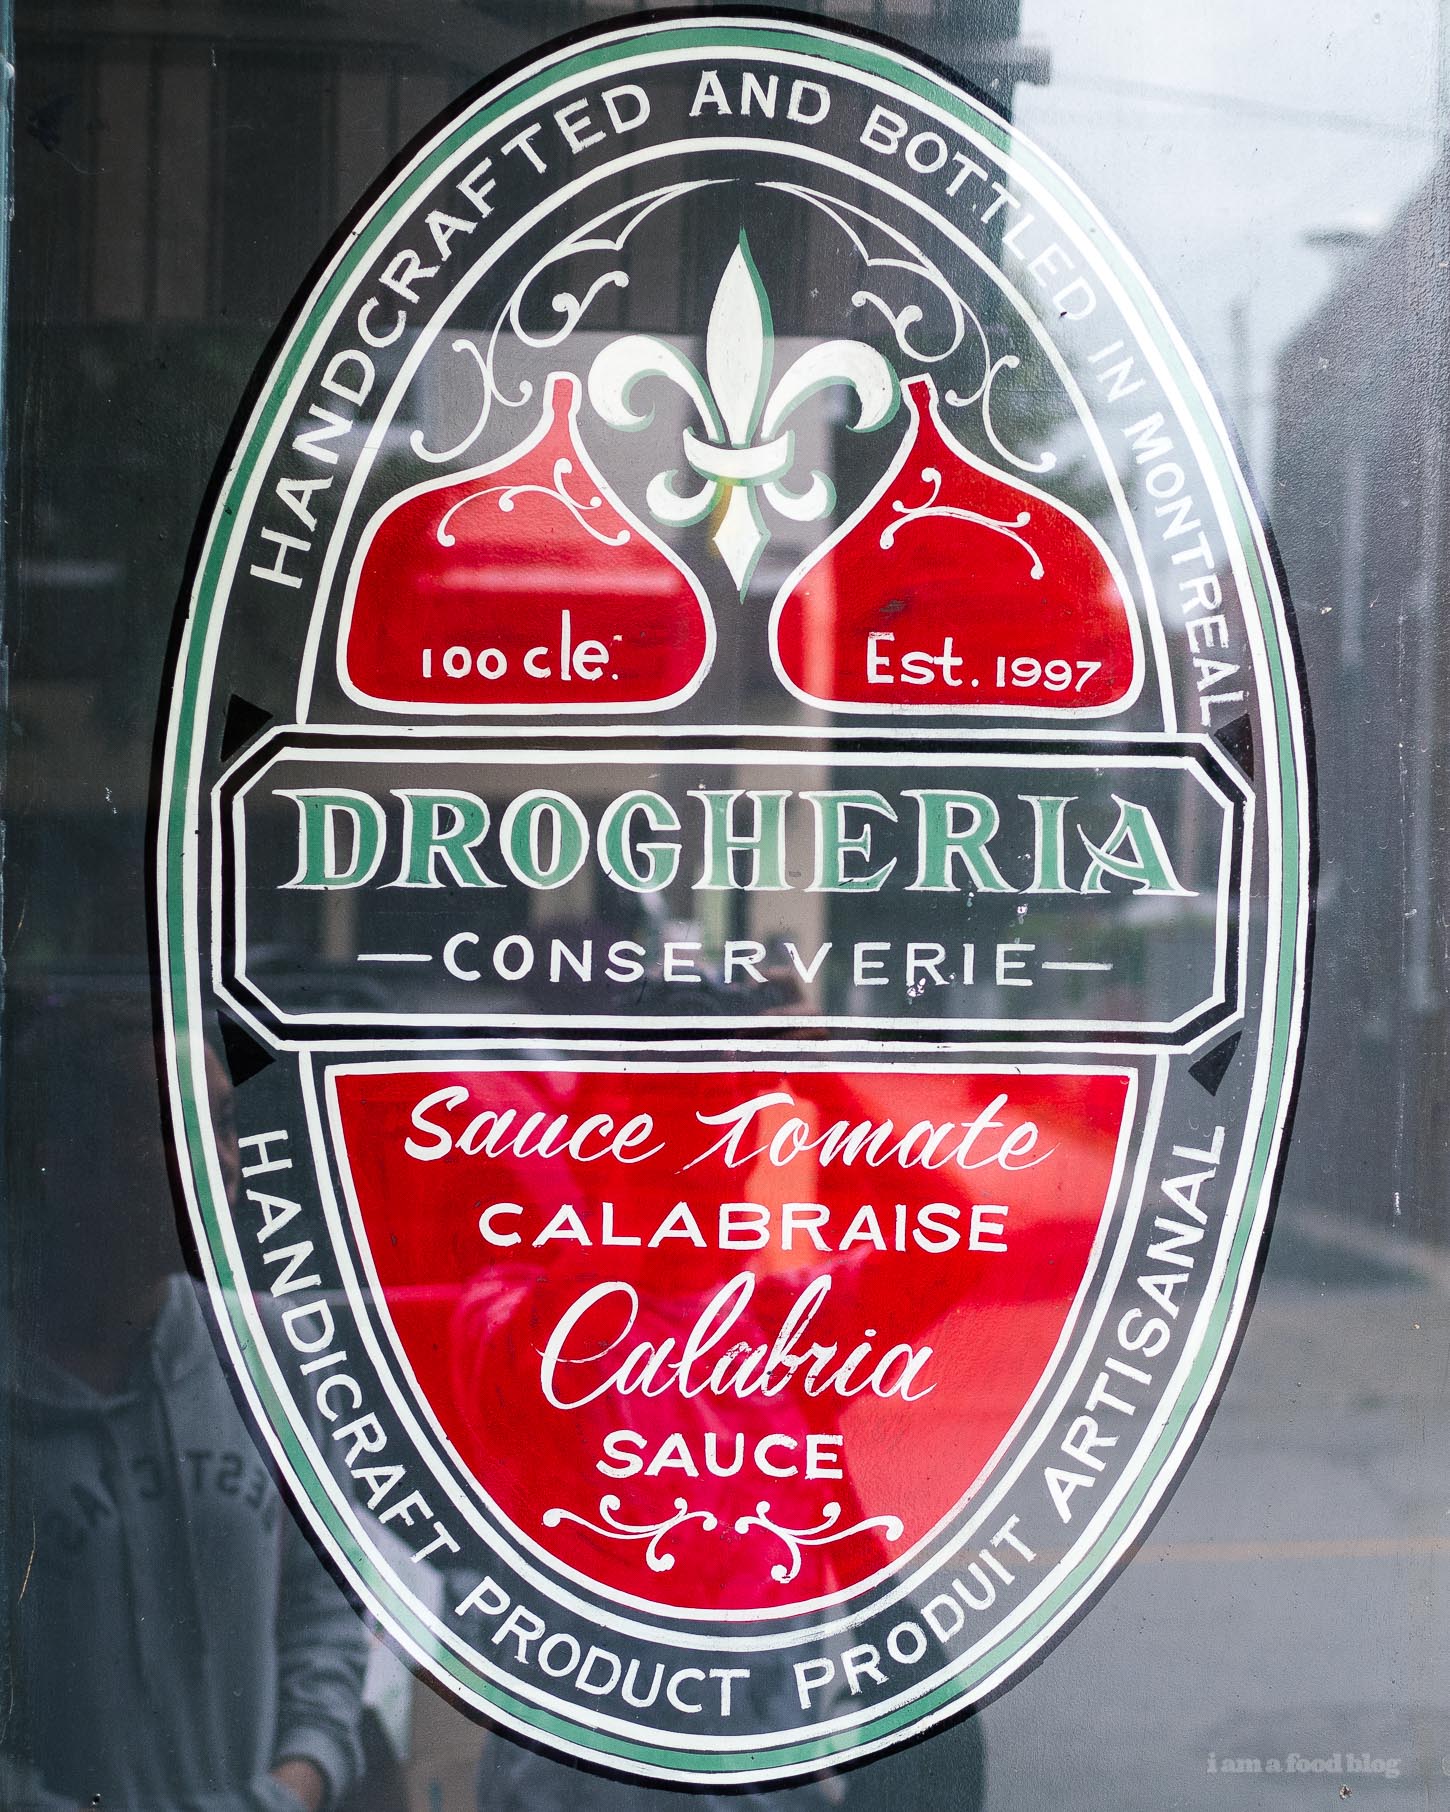 HANDCRAFTED AND BOTTLED IN MONTREAL
100 cle.
Est. 1997
DROGHERIA
—CONSERVERIE—
Sauce Tomate
CALABRAISE
Calabria
SAUCE
HANDICRAFT PRODUCT PRODUIT ARTISANAL
i am a food blog